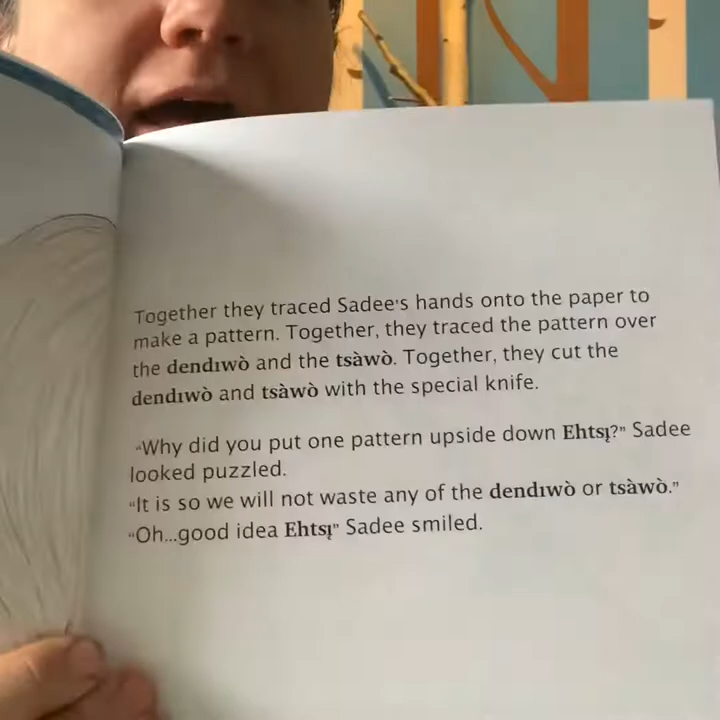 Together they traced Sadee's hands onto the paper to
make a pattern. Together, they traced the pattern over
the dendıwò and the tsàwò. Together, they cut the
dendıwò and tsàwò with the special knife.
“Why did you put one pattern upside down Ehtsı̨?” Sadee
looked puzzled.
“It is so we will not waste any of the dendıwò or tsàwò.”
“Oh...good idea Ehtsı̨” Sadee smiled.